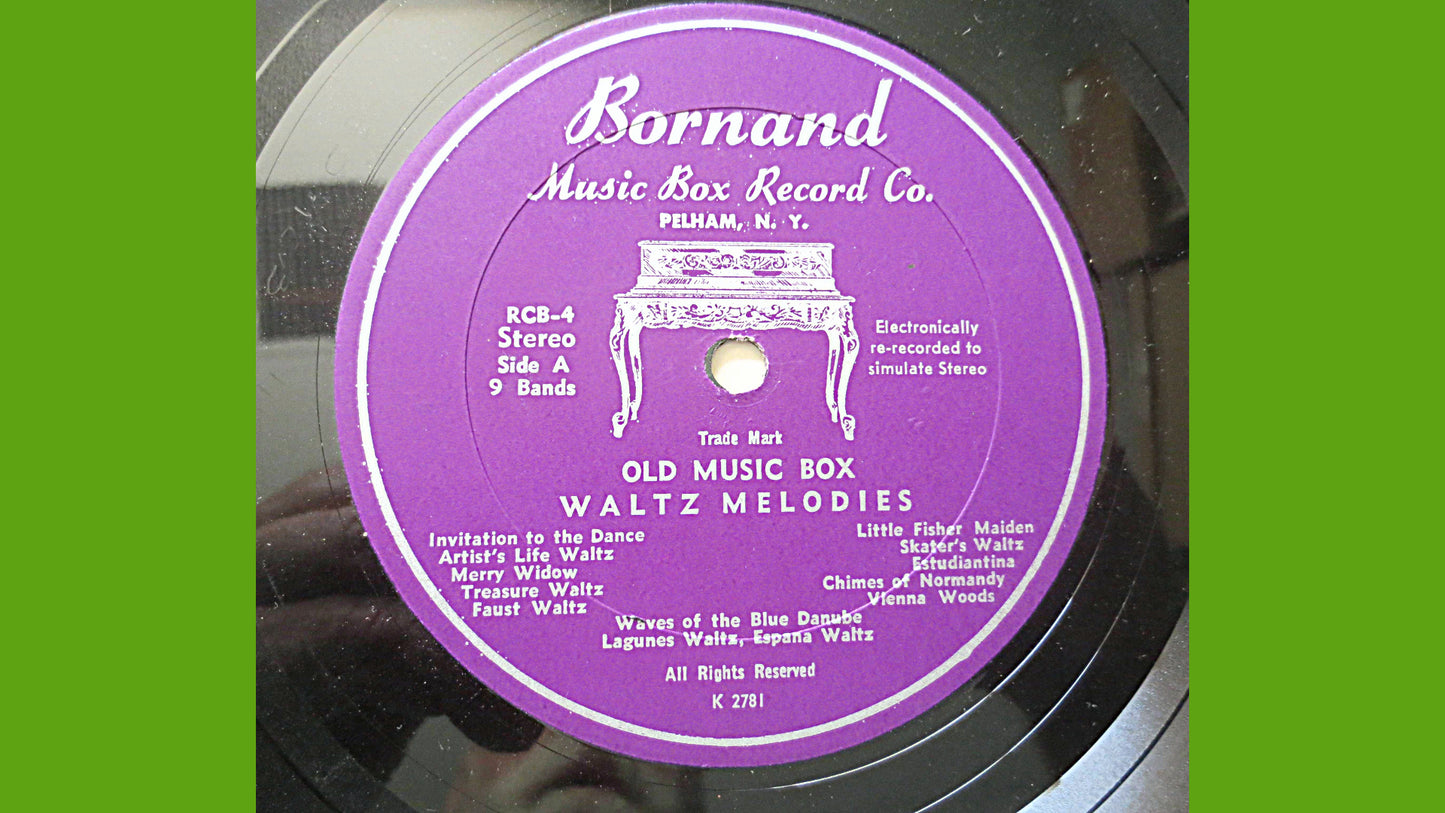 Bornand
Music Box Record Co.
PELHAM, N. Y.
RCB-4
Stereo
Side A
9 Bands
Electronically
re-recorded to
simulate Stereo
Trade Mark
OLD MUSIC BOX
WALTZ MELODIES
Invitation to the Dance
Artist's Life Waltz
Merry Widow
Treasure Waltz
Faust Waltz
Little Fisher Maiden
Skater's Waltz
Estudiantina
Chimes of Normandy
Vienna Woods
Waves of the Blue Danube
Lagunes Waltz, Espana Waltz
All Rights Reserved
K 2781